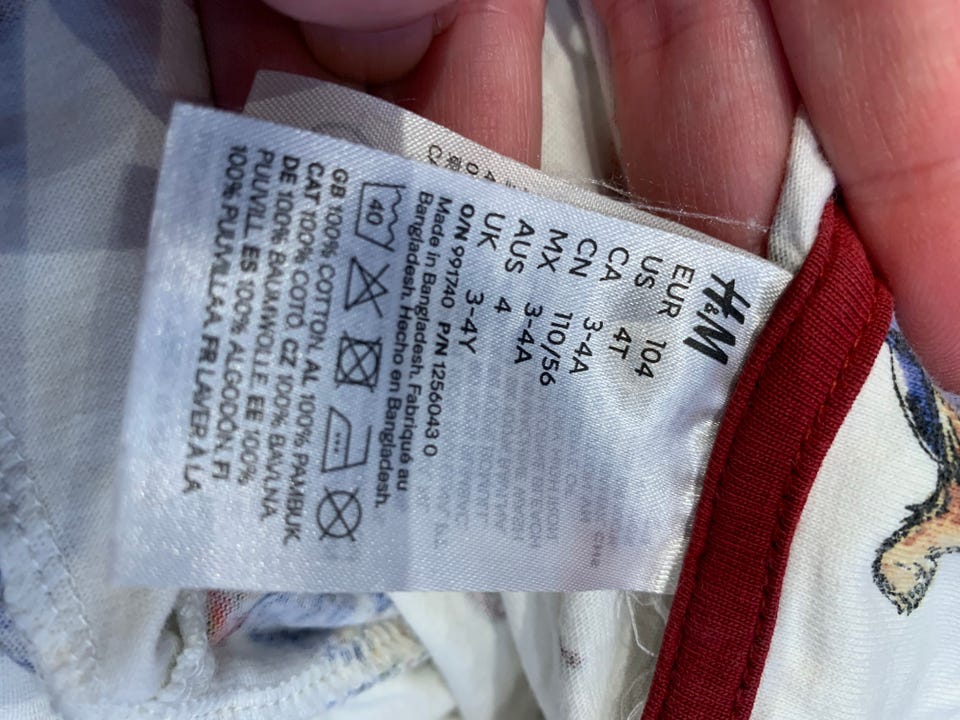 H&M
EUR 104
US 4T
CA 3-4A
CN 110/56
MX 3-4A
AUS 4
UK 3-4Y
O/N 991740 P/N 1256043 0
Made in Bangladesh. Fabriqué au
Bangladesh. Hecho en Bangladesh.
40
GB 100% COTTON, AL 100% PAMBUK,
CAT 100% COTÓ, CZ 100% BAVLNA,
DE 100% BAUMWOLLE EE 100%
PUUVILL, ES 100% ALGODÓN, FI
100% PUUVILLAA FR LAVER À LA